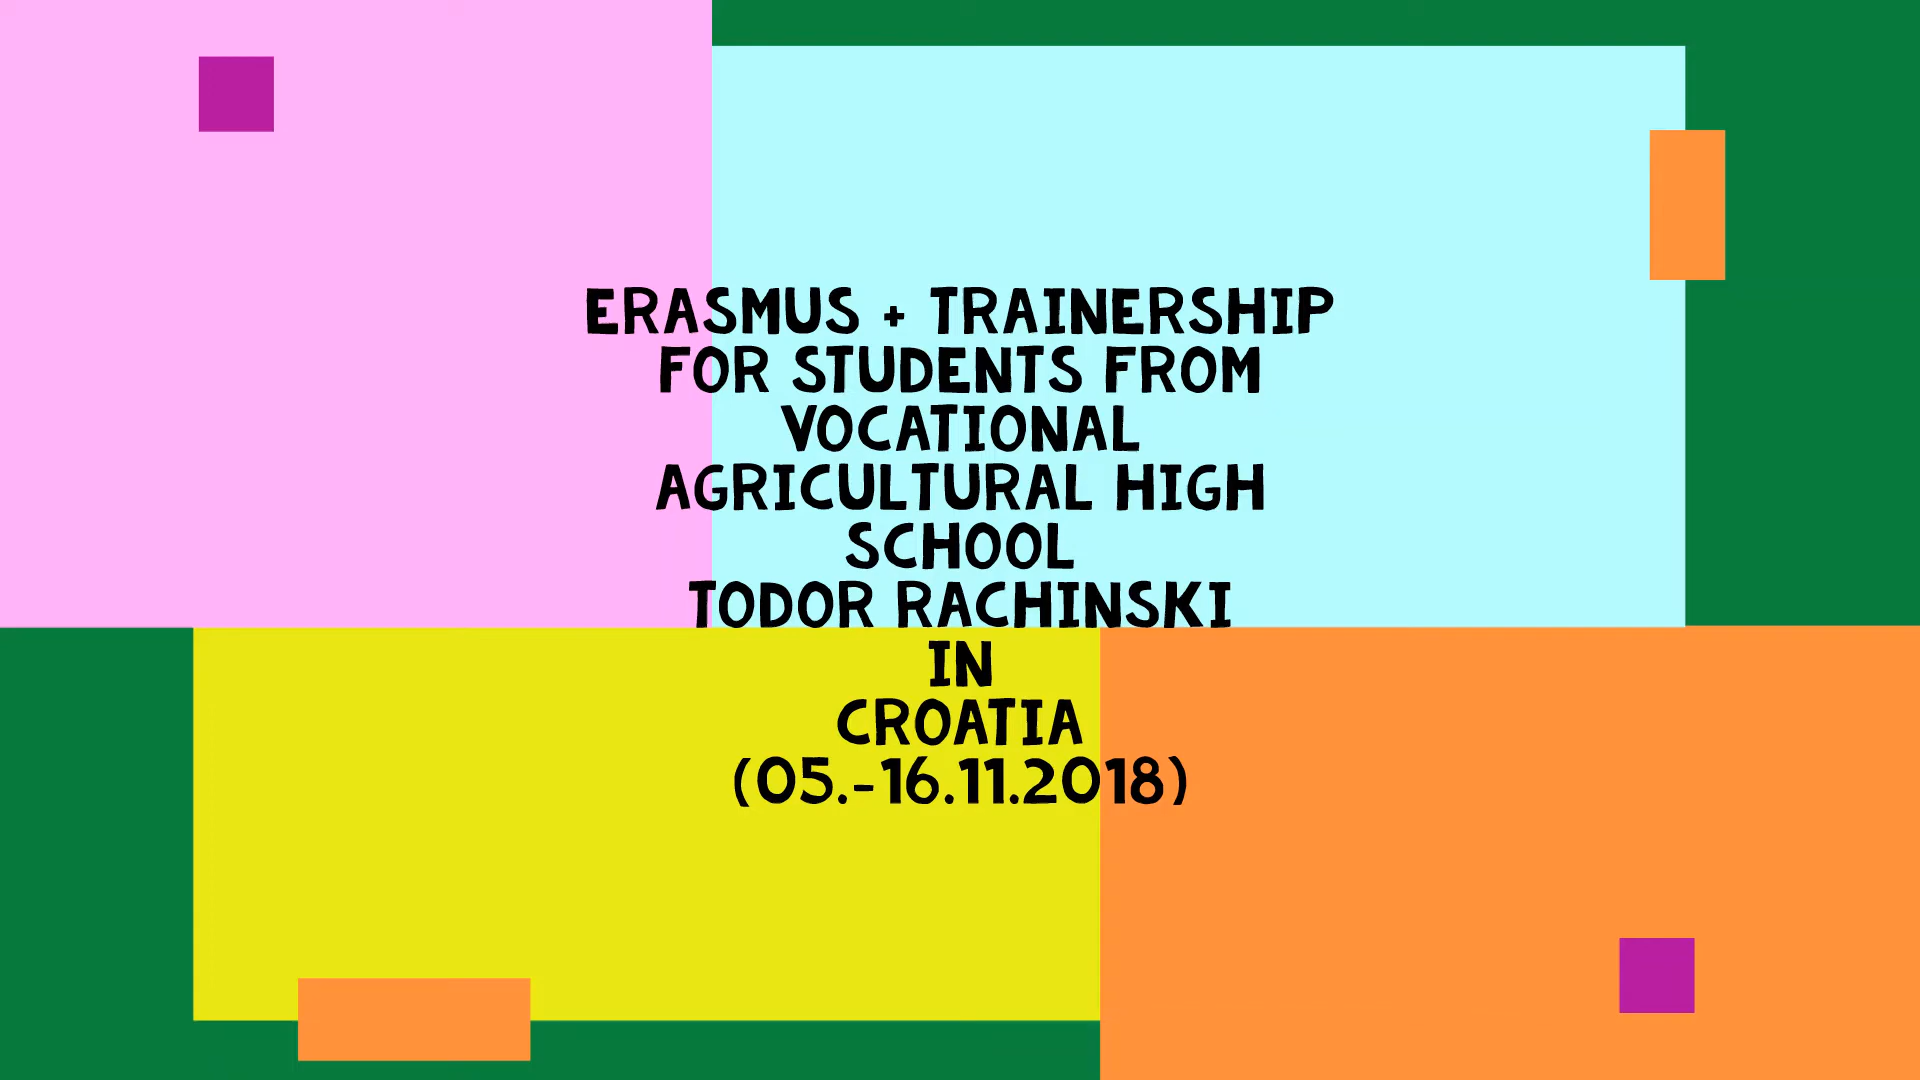 ERASMUS + TRAINERSHIP
FOR STUDENTS FROM
VOCATIONAL
AGRICULTURAL HIGH
SCHOOL
TODOR RACHINSKI
IN
CROATIA
(05.-16.11.2018)